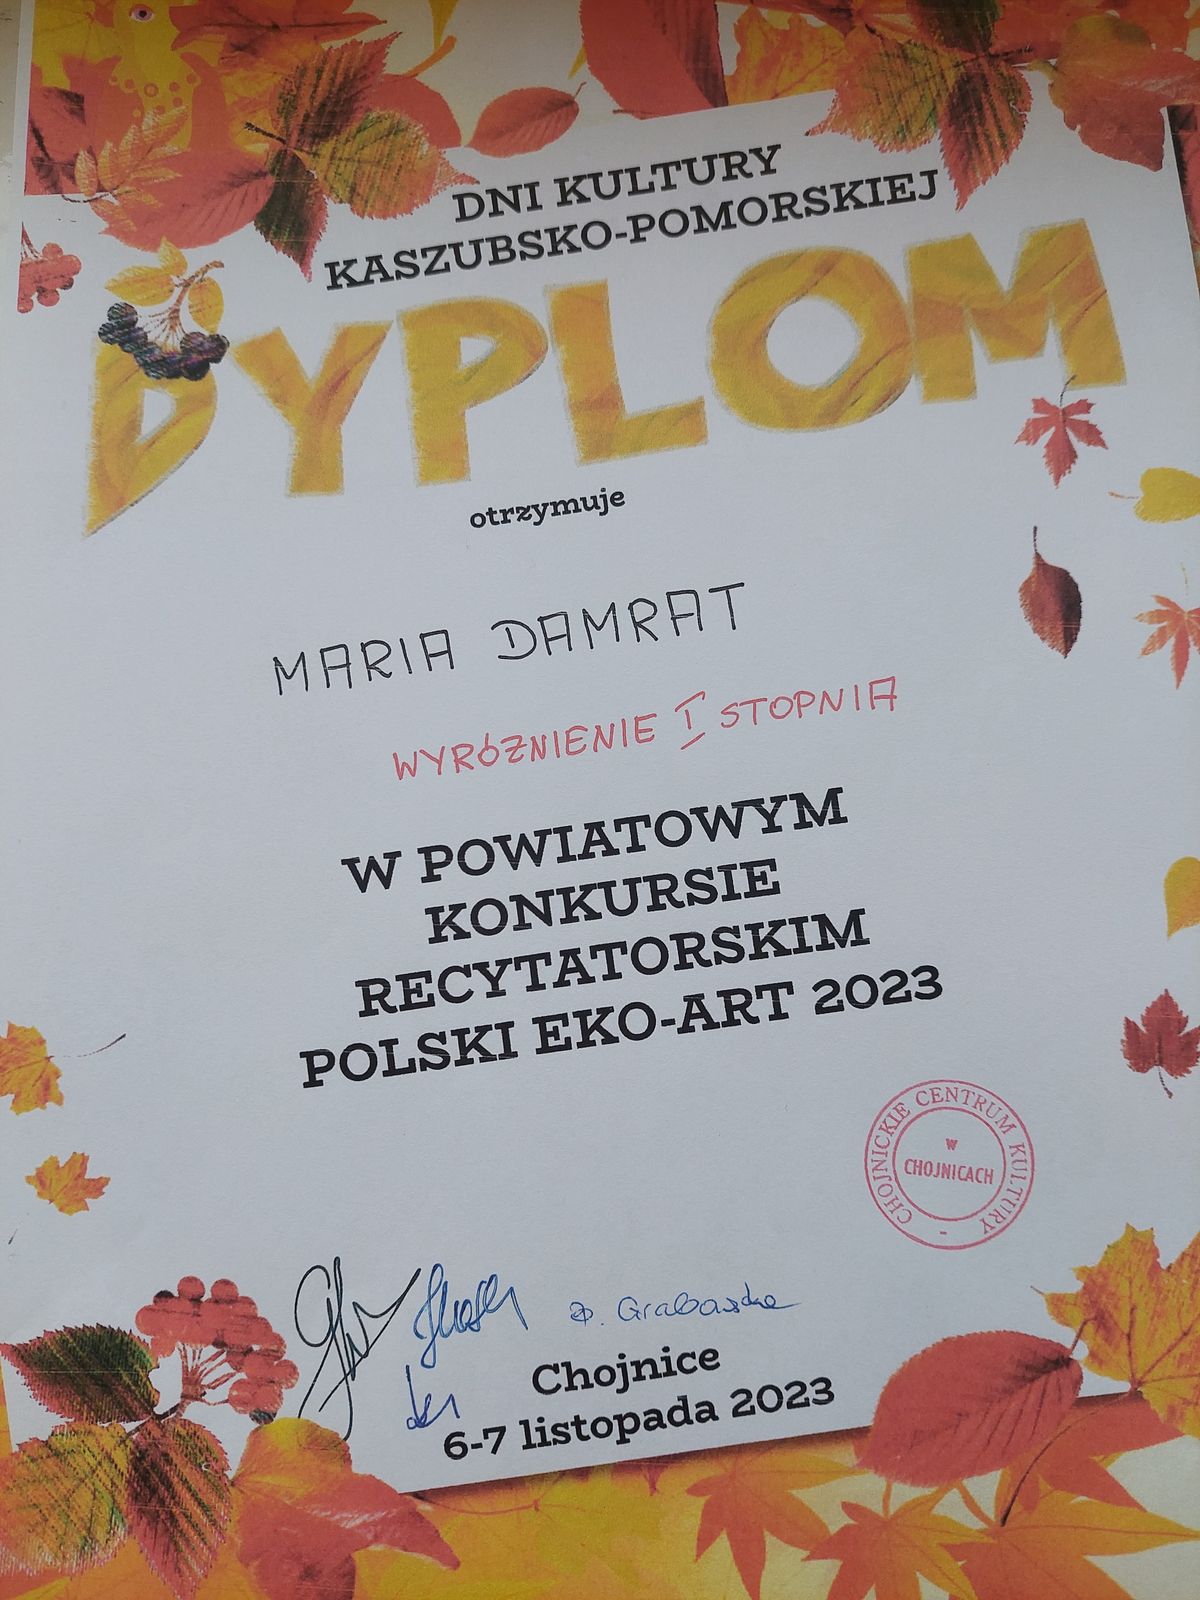 DNI KULTURY
KASZUBSKO-POMORSKIEJ
DYPLOM
otrzymuje
MARIA DAMRAT
WYRÓŻNIENIE I STOPNIA
W POWIATOWYM
KONKURSIE
RECYTATORSKIM
POLSKI EKO-ART 2023
CHOJNICKIE CENTRUM KULTURY
W
CHOJNICACH
Grabowska
Chojnice
6-7 listopada 2023